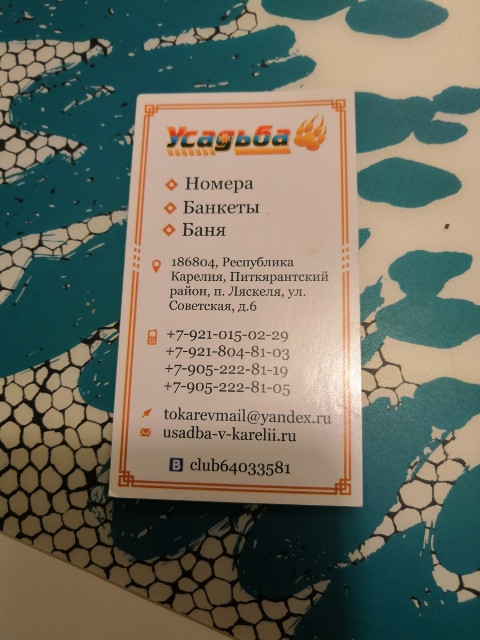 Усадьба
Номера
Банкеты
Баня
186804, Республика
Карелия, Питкярантский
район, п. Ляскеля, ул.
Советская, д.6
+7-921-015-02-29
+7-921-804-81-03
+7-905-222-81-19
+7-905-222-81-05
tokarevmail@yandex.ru
usadba-v-karelii.ru
В club64033581